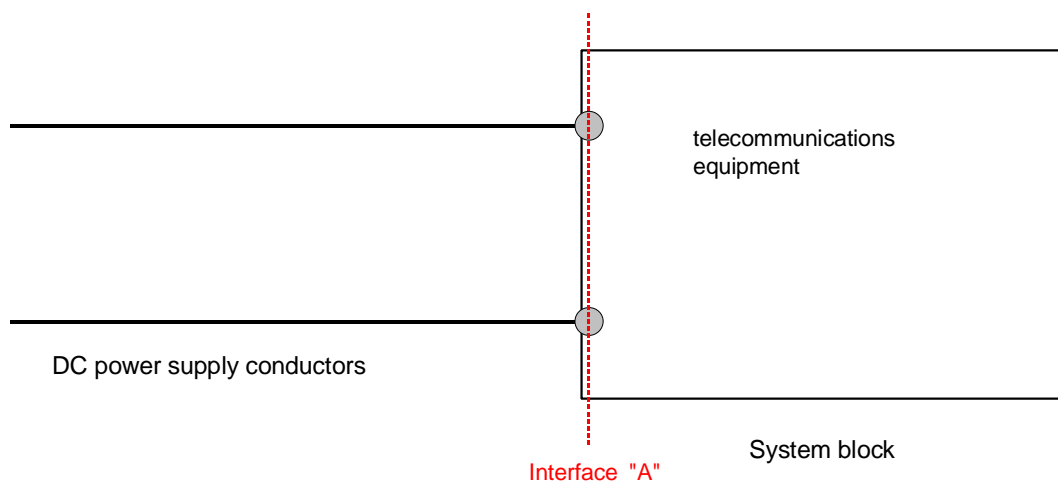 telecommunications
equipment
DC power supply conductors
System block
Interface "A"